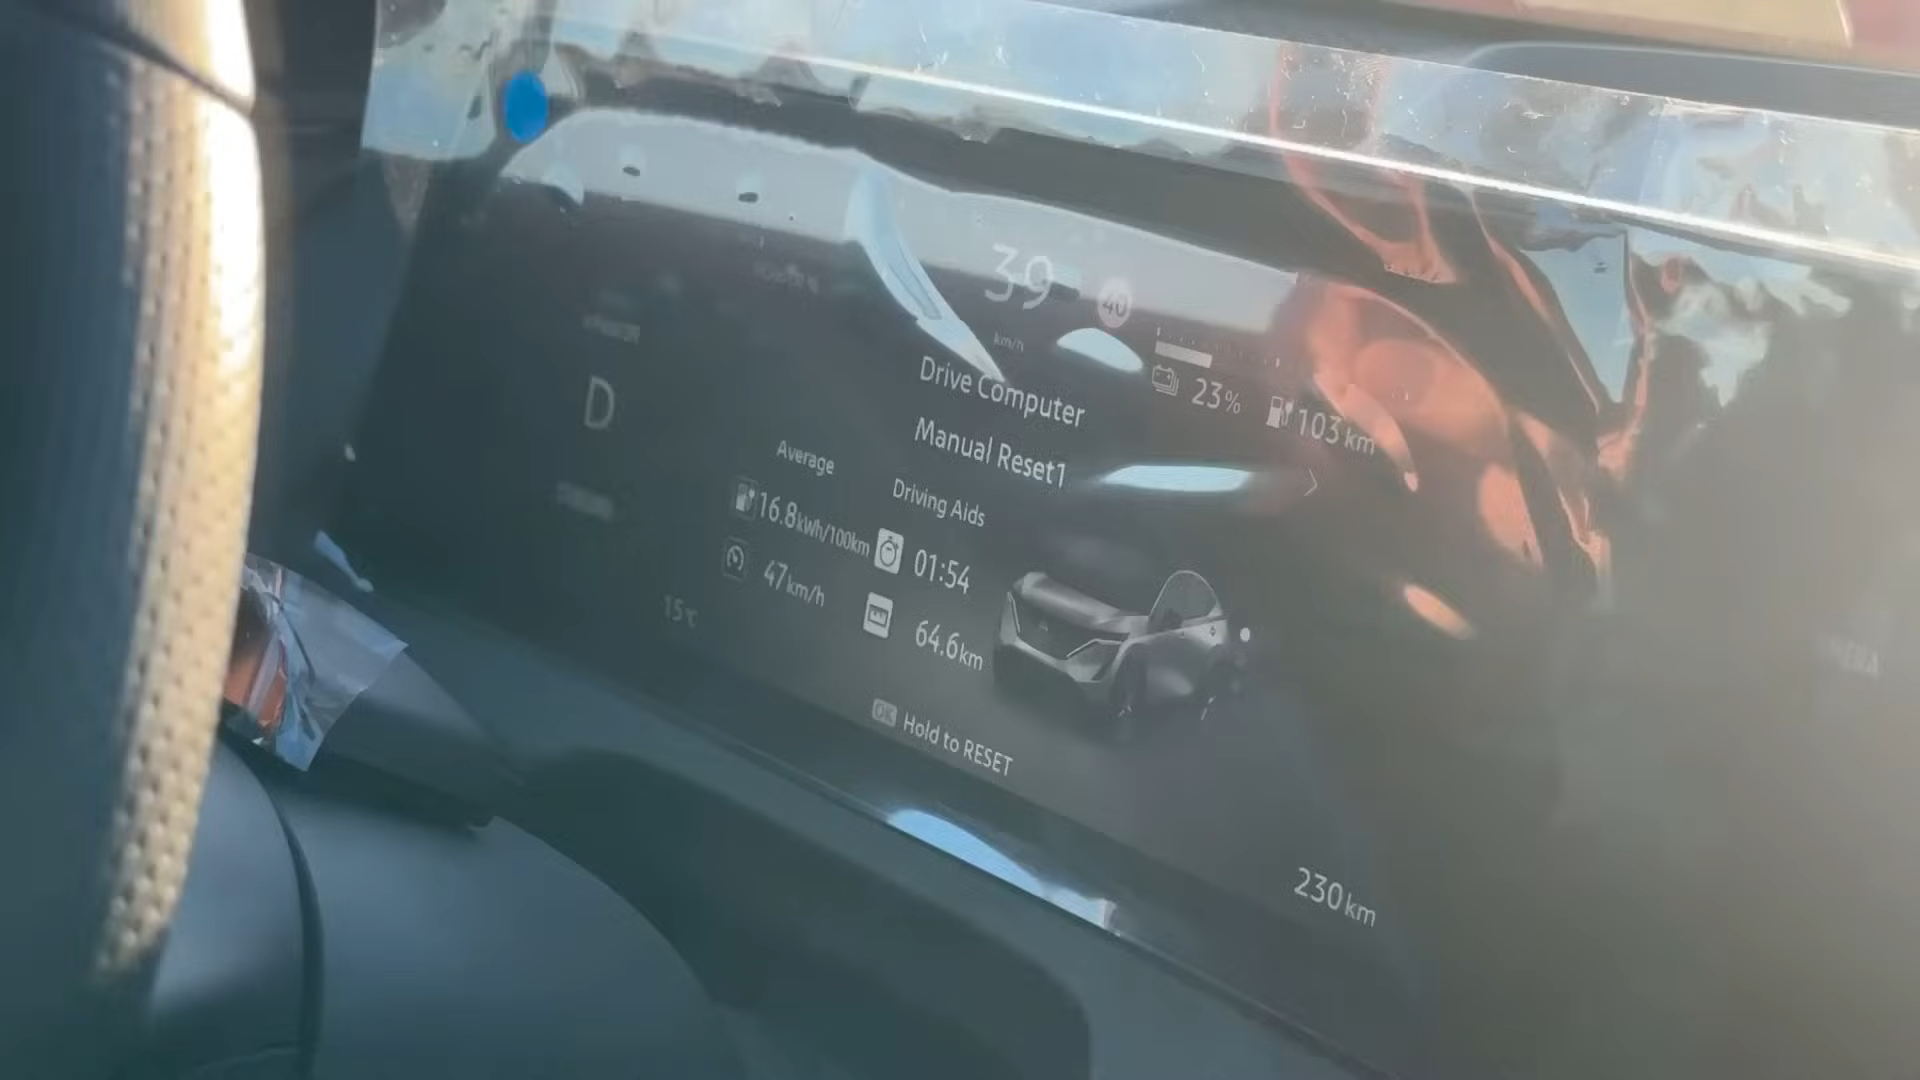 39
40
km/h
23%
103 km
Drive Computer
Manual Reset1
D
Average
Driving Aids
16.8kWh/100km
01:54
47km/h
64.6km
15℃
OK Hold to RESET
230km